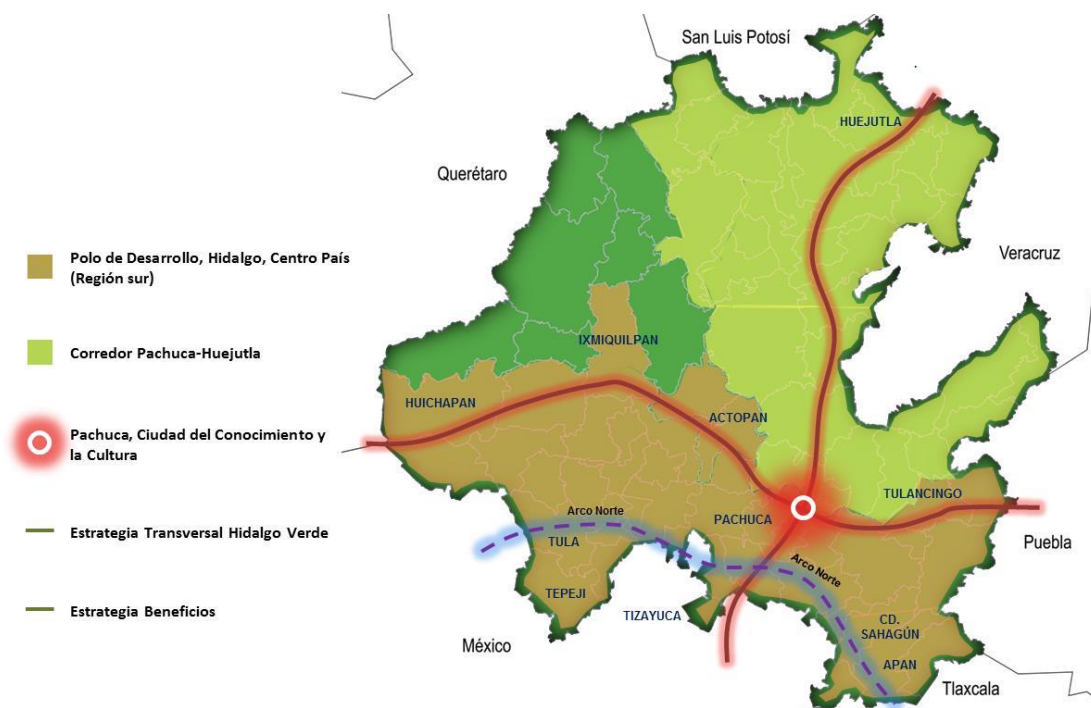 San Luis Potosí
HUEJUTLA
Querétaro
Veracruz
Polo de Desarrollo, Hidalgo, Centro País
(Región sur)
IXMIQUILPAN
Corredor Pachuca-Huejutla
HUICHAPAN
ACTOPAN
Pachuca, Ciudad del Conocimiento y
la Cultura
TULANCINGO
Arco Norte
PACHUCA
Estrategia Transversal Hidalgo Verde
TULA
Puebla
Arco Norte
TEPEJI
Estrategia Beneficios
TIZAYUCA
CD.
SAHAGÚN
México
APAN
Tlaxcala